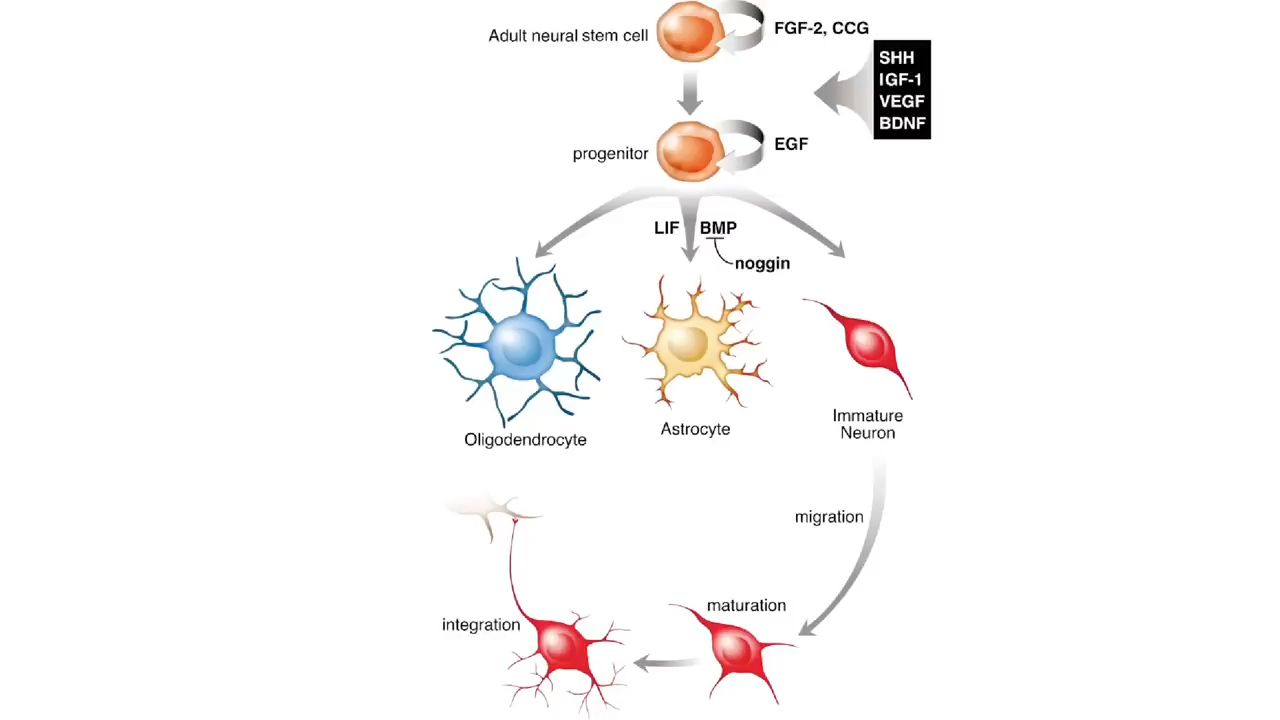 Adult neural stem cell
FGF-2, CCG
SHH
IGF-1
VEGF
BDNF
progenitor
EGF
LIF
BMP
noggin
Oligodendrocyte
Astrocyte
Immature
Neuron
migration
maturation
integration